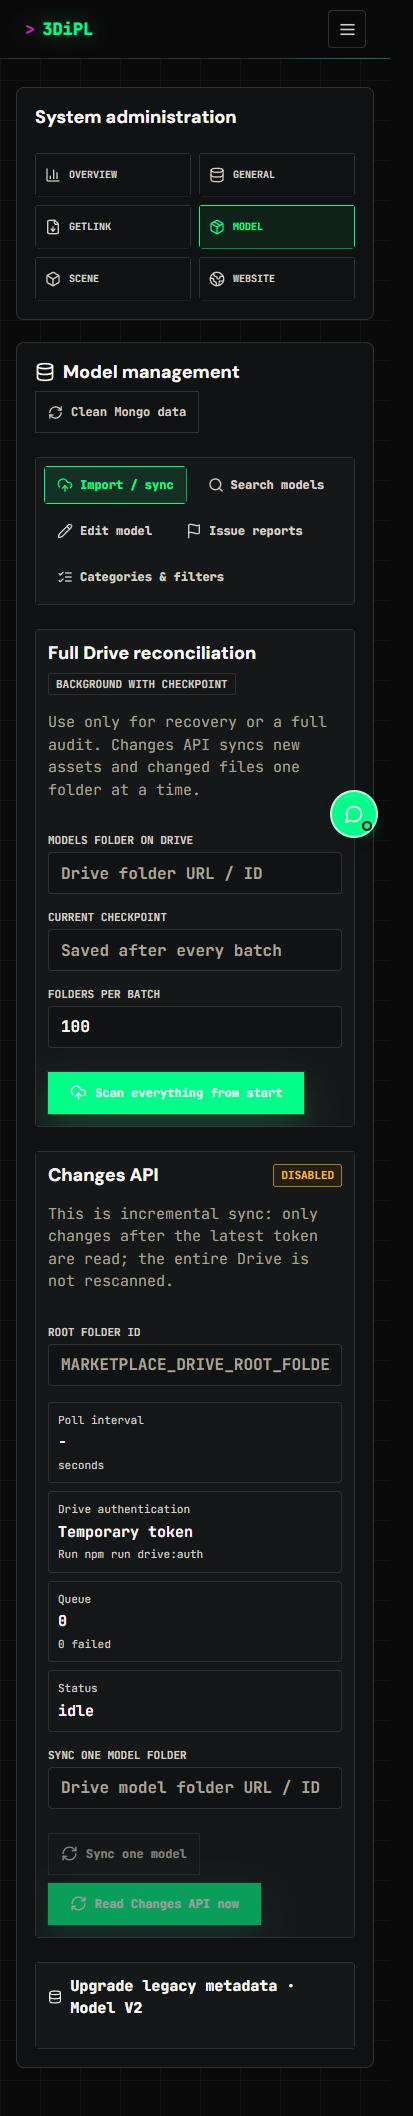 > 3DiPL
System administration
OVERVIEW
GENERAL
GETLINK
MODEL
SCENE
WEBSITE
Model management
Clean Mongo data
Import / sync
Search models
Edit model
Issue reports
Categories & filters
Full Drive reconciliation
BACKGROUND WITH CHECKPOINT
Use only for recovery or a full
audit. Changes API syncs new
assets and changed files one
folder at a time.
MODELS FOLDER ON DRIVE
Drive folder URL / ID
CURRENT CHECKPOINT
Saved after every batch
FOLDERS PER BATCH
100
Scan everything from start
Changes API
DISABLED
This is incremental sync: only
changes after the latest token
are read; the entire Drive is
not rescanned.
ROOT FOLDER ID
MARKETPLACE_DRIVE_ROOT_FOLDE
Poll interval
-
seconds
Drive authentication
Temporary token
Run npm run drive:auth
Queue
0
0 failed
Status
idle
SYNC ONE MODEL FOLDER
Drive model folder URL / ID
Sync one model
Read Changes API now
Upgrade legacy metadata ·
Model V2